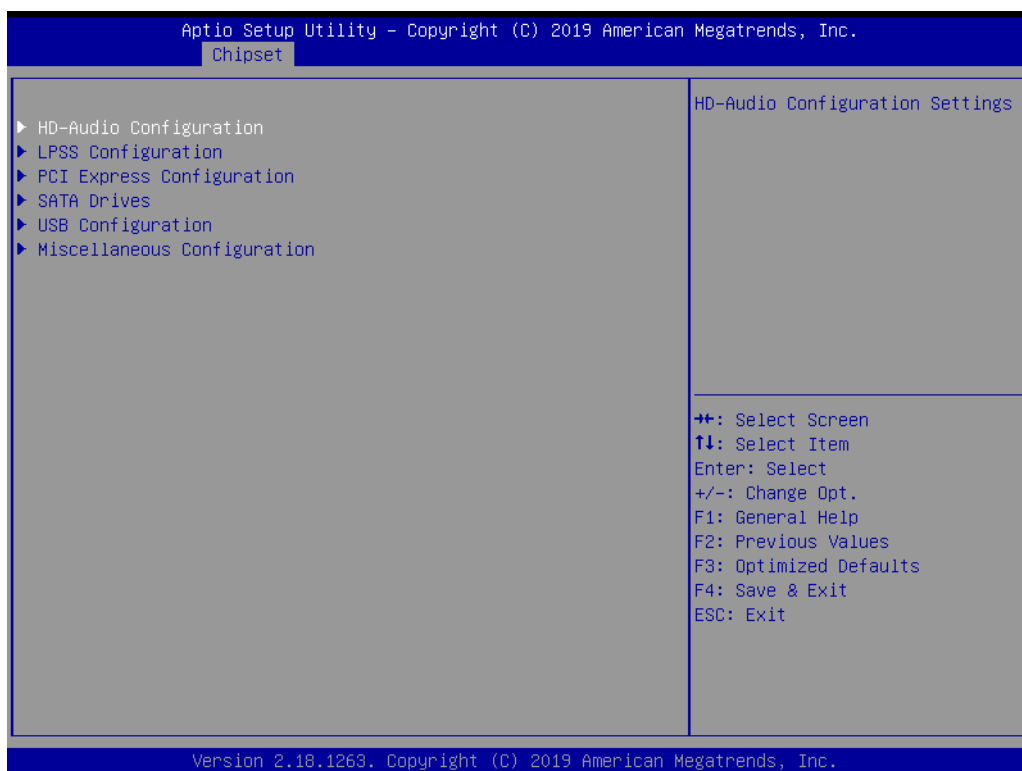 Aptio Setup Utility – Copyright (C) 2019 American Megatrends, Inc.
Chipset
HD-Audio Configuration
LPSS Configuration
PCI Express Configuration
SATA Drives
USB Configuration
Miscellaneous Configuration
HD-Audio Configuration Settings
→←: Select Screen
↑↓: Select Item
Enter: Select
+/-: Change Opt.
F1: General Help
F2: Previous Values
F3: Optimized Defaults
F4: Save & Exit
ESC: Exit
Version 2.18.1263. Copyright (C) 2019 American Megatrends, Inc.